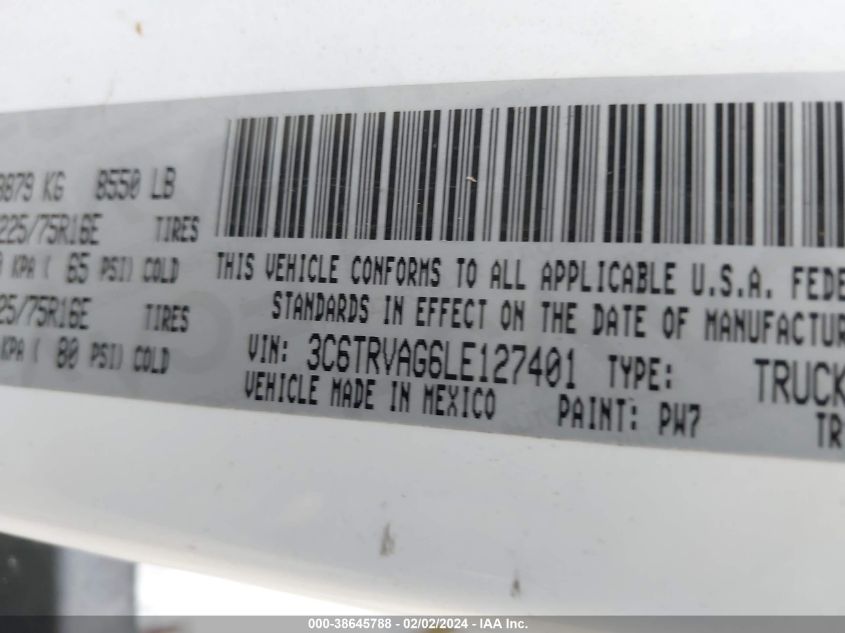 3879 KG 8550 LB
225/75R16E TIRES
KPA ( 65 PSI) COLD
25/75R16E TIRES
KPA ( 80 PSI) COLD
THIS VEHICLE CONFORMS TO ALL APPLICABLE U.S.A. FEDE
STANDARDS IN EFFECT ON THE DATE OF MANUFACTUR
VIN: 3C6TRVAG6LE127401 TYPE: TRUCK
VEHICLE MADE IN MEXICO PAINT: PW7 TR
000-38645788 - 02/02/2024 - IAA Inc.